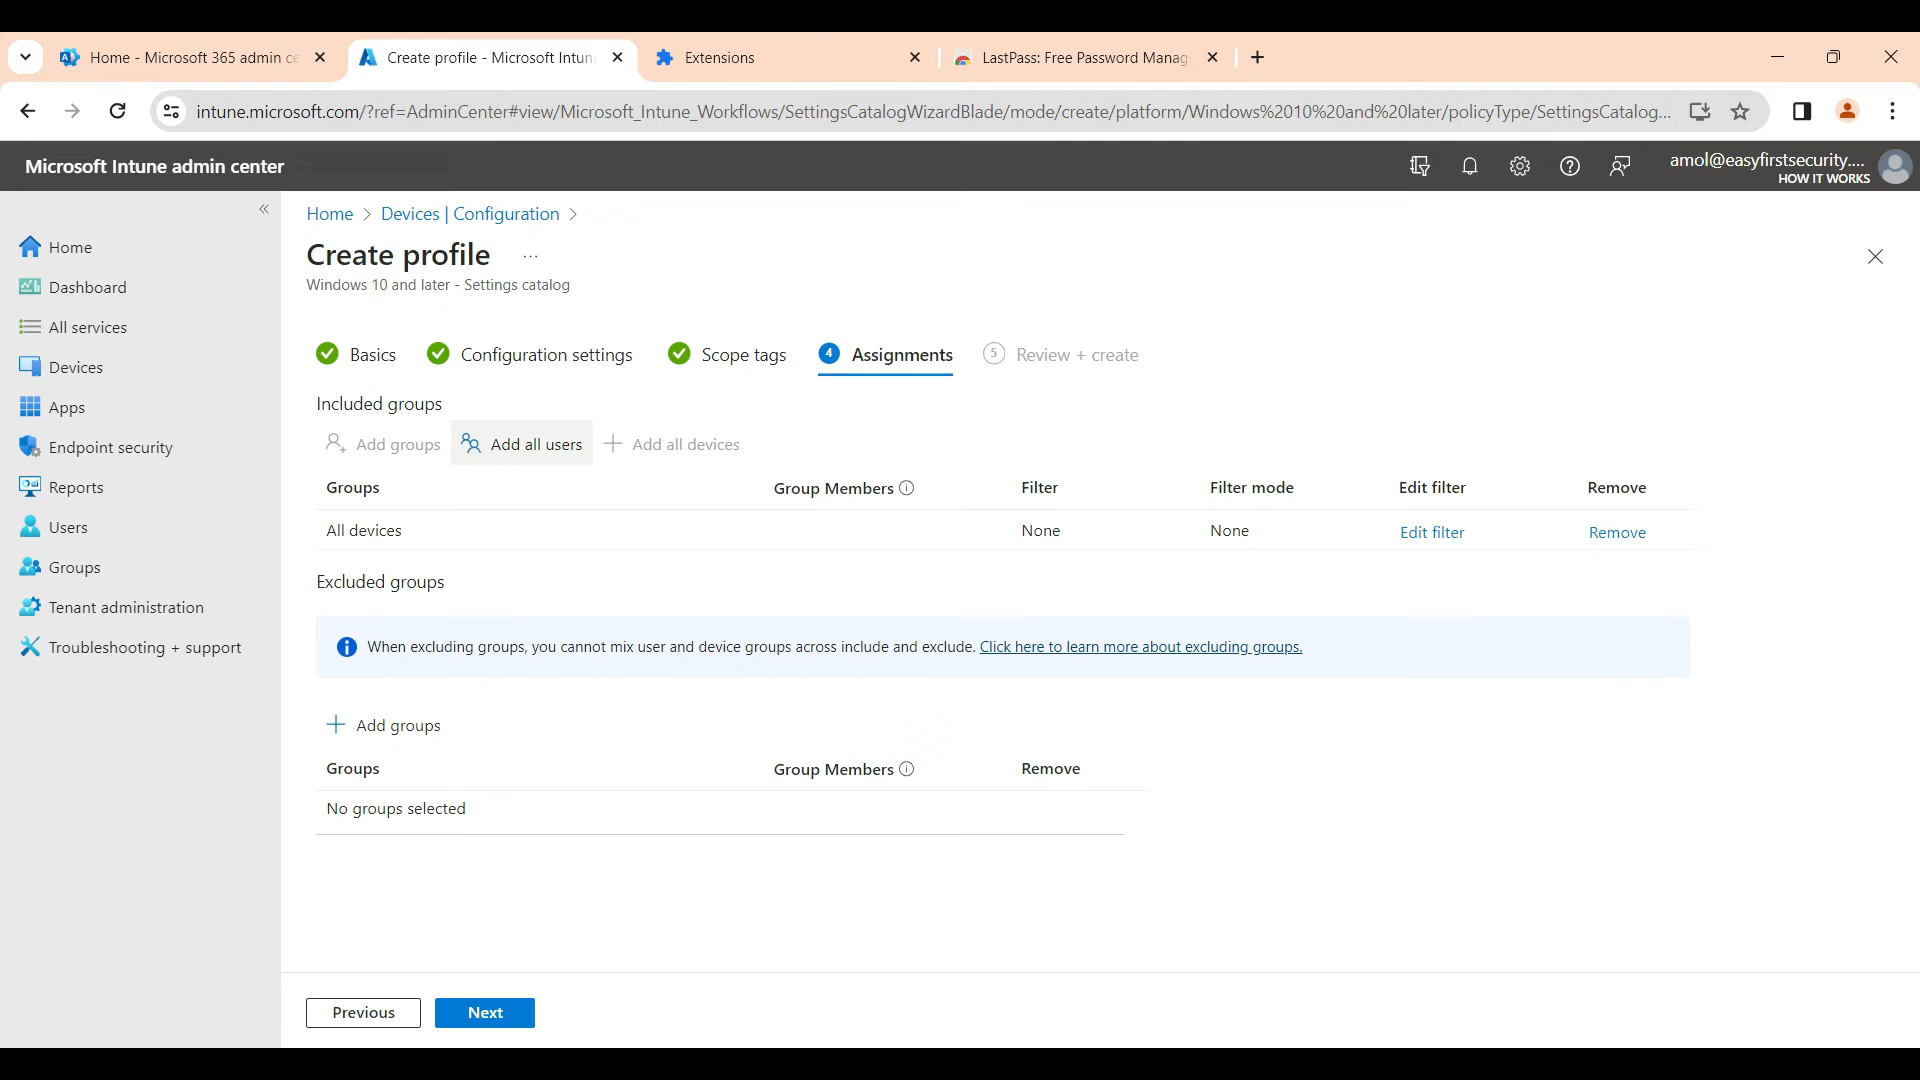 Home - Microsoft 365 admin ce
Create profile - Microsoft Intun
Extensions
LastPass: Free Password Manag
intune.microsoft.com/?ref=AdminCenter#view/Microsoft_Intune_Workflows/SettingsCatalogWizardBlade/mode/create/platform/Windows%2010%20and%20later/policyType/SettingsCatalog...
Microsoft Intune admin center
amol@easyfirstsecurity....
HOW IT WORKS
Home
Dashboard
All services
Devices
Apps
Endpoint security
Reports
Users
Groups
Tenant administration
Troubleshooting + support
Home > Devices | Configuration >
Create profile ...
Windows 10 and later - Settings catalog
Basics
Configuration settings
Scope tags
4 Assignments
5 Review + create
Included groups
Add groups
Add all users
Add all devices
Groups Group Members Filter Filter mode Edit filter Remove
All devices None None Edit filter Remove
Excluded groups
When excluding groups, you cannot mix user and device groups across include and exclude. Click here to learn more about excluding groups.
Add groups
Groups Group Members Remove
No groups selected
Previous
Next